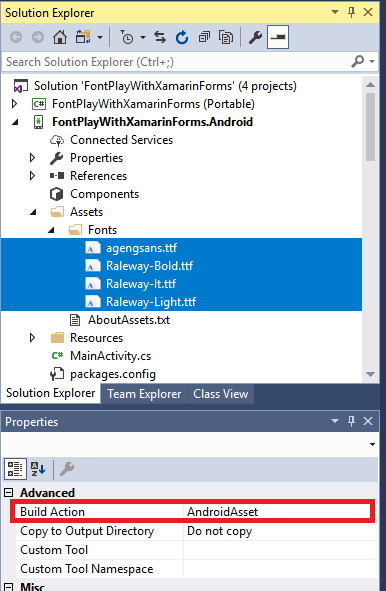 Solution Explorer
Search Solution Explorer (Ctrl+;)
Solution 'FontPlayWithXamarinForms' (4 projects)
C# FontPlayWithXamarinForms (Portable)
FontPlayWithXamarinForms.Android
Connected Services
Properties
References
Components
Assets
Fonts
agengsans.ttf
Raleway-Bold.ttf
Raleway-It.ttf
Raleway-Light.ttf
AboutAssets.txt
Resources
C# MainActivity.cs
packages.config
Solution Explorer Team Explorer Class View
Properties
Advanced
Build Action AndroidAsset
Copy to Output Directory Do not copy
Custom Tool
Custom Tool Namespace
Misc